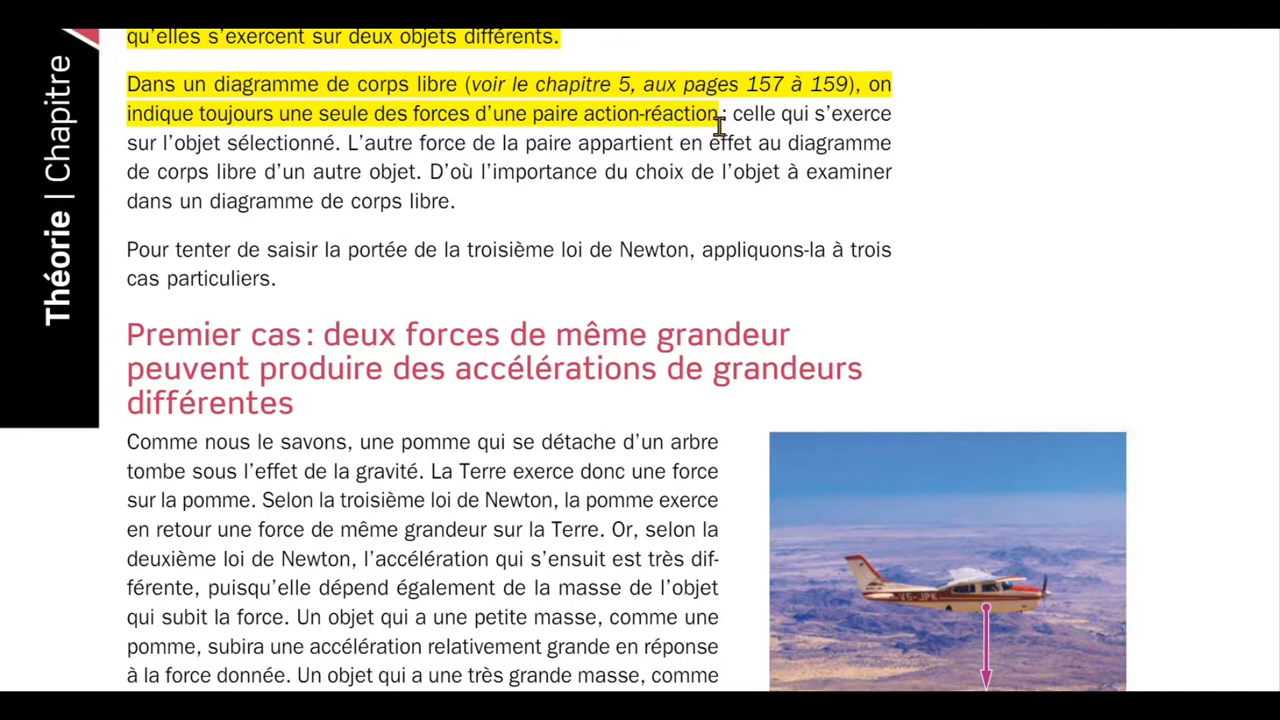 qu'elles s'exercent sur deux objets différents.
Dans un diagramme de corps libre (voir le chapitre 5, aux pages 157 à 159), on
indique toujours une seule des forces d'une paire action-réaction : celle qui s'exerce
sur l'objet sélectionné. L'autre force de la paire appartient en effet au diagramme
de corps libre d'un autre objet. D'où l'importance du choix de l'objet à examiner
dans un diagramme de corps libre.
Pour tenter de saisir la portée de la troisième loi de Newton, appliquons-la à trois
cas particuliers.
Premier cas : deux forces de même grandeur
peuvent produire des accélérations de grandeurs
différentes
Comme nous le savons, une pomme qui se détache d'un arbre
tombe sous l'effet de la gravité. La Terre exerce donc une force
sur la pomme. Selon la troisième loi de Newton, la pomme exerce
en retour une force de même grandeur sur la Terre. Or, selon la
deuxième loi de Newton, l'accélération qui s'ensuit est très dif-
férente, puisqu'elle dépend également de la masse de l'objet
qui subit la force. Un objet qui a une petite masse, comme une
pomme, subira une accélération relativement grande en réponse
à la force donnée. Un objet qui a une très grande masse, comme
Théorie | Chapitre
V5-JPK